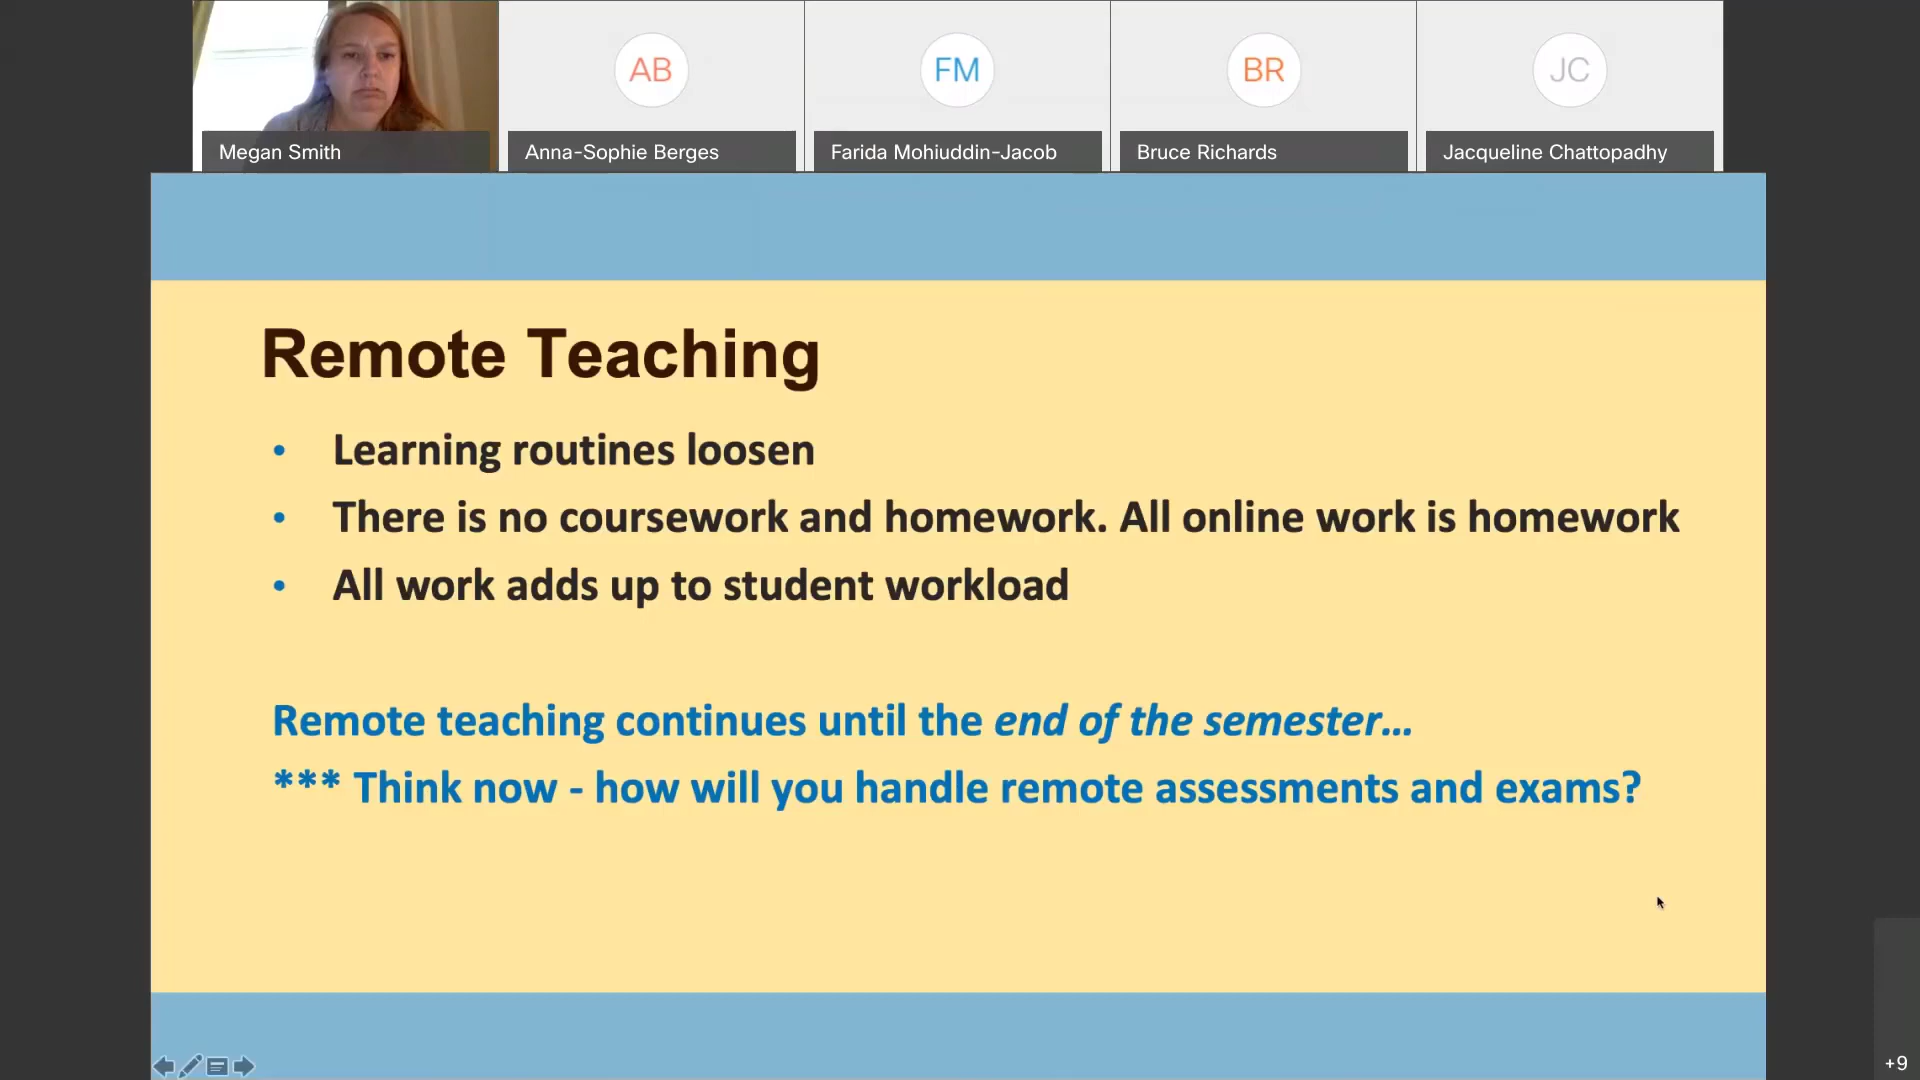 AB
FM
BR
JC
Megan Smith
Anna-Sophie Berges
Farida Mohiuddin-Jacob
Bruce Richards
Jacqueline Chattopadhy
Remote Teaching
• Learning routines loosen
• There is no coursework and homework. All online work is homework
• All work adds up to student workload
Remote teaching continues until the end of the semester...
*** Think now - how will you handle remote assessments and exams?
+9